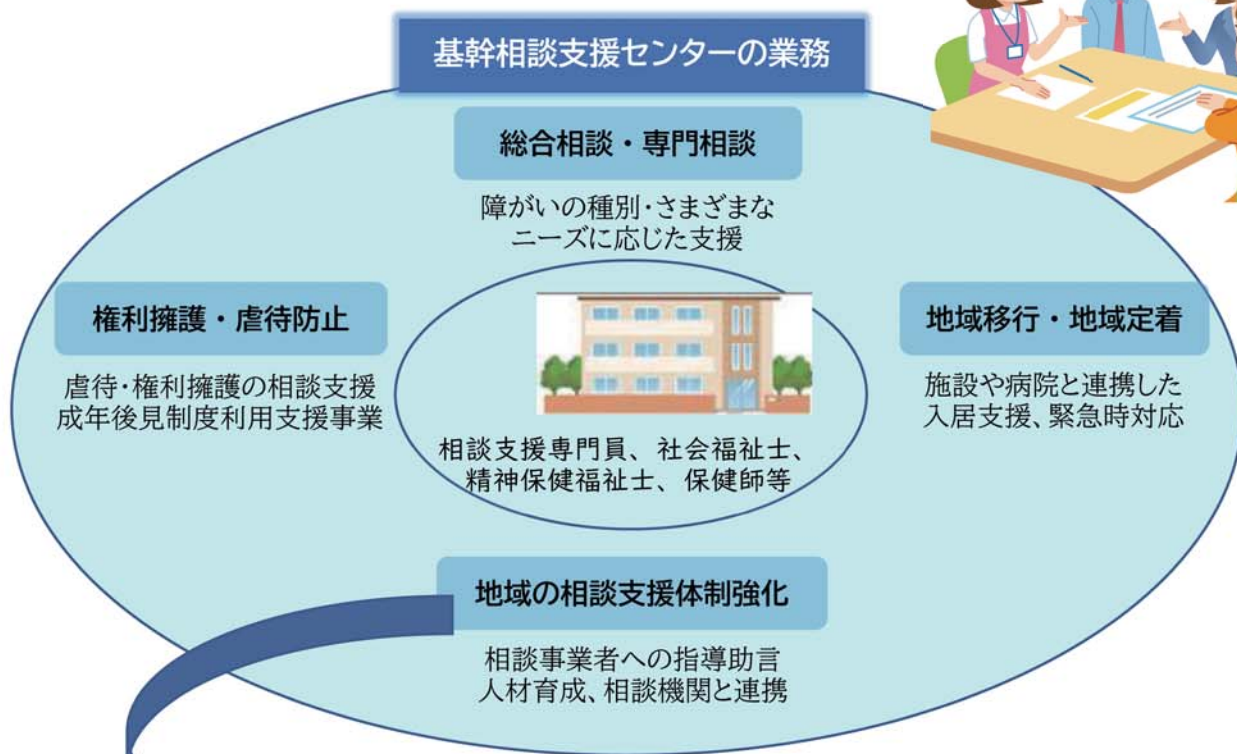 基幹相談支援センターの業務
総合相談・専門相談
障がいの種別・さまざまな
ニーズに応じた支援
権利擁護・虐待防止
虐待・権利擁護の相談支援
成年後見制度利用支援事業
地域移行・地域定着
施設や病院と連携した
入居支援、緊急時対応
相談支援専門員、社会福祉士、
精神保健福祉士、保健師等
地域の相談支援体制強化
相談事業者への指導助言
人材育成、相談機関と連携